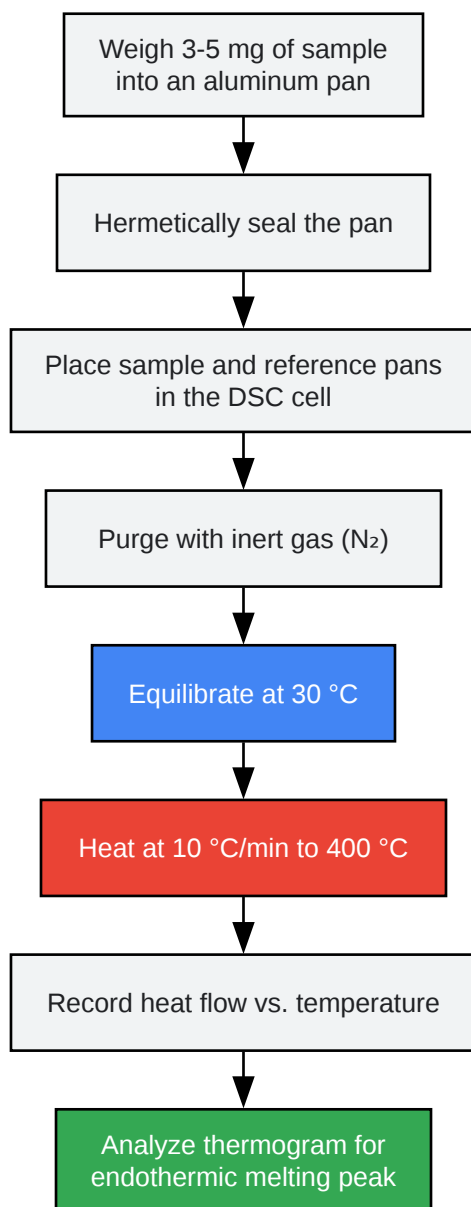 Weigh 3-5 mg of sample
into an aluminum pan
Hermetically seal the pan
Place sample and reference pans
in the DSC cell
Purge with inert gas (N₂)
Equilibrate at 30 °C
Heat at 10 °C/min to 400 °C
Record heat flow vs. temperature
Analyze thermogram for
endothermic melting peak